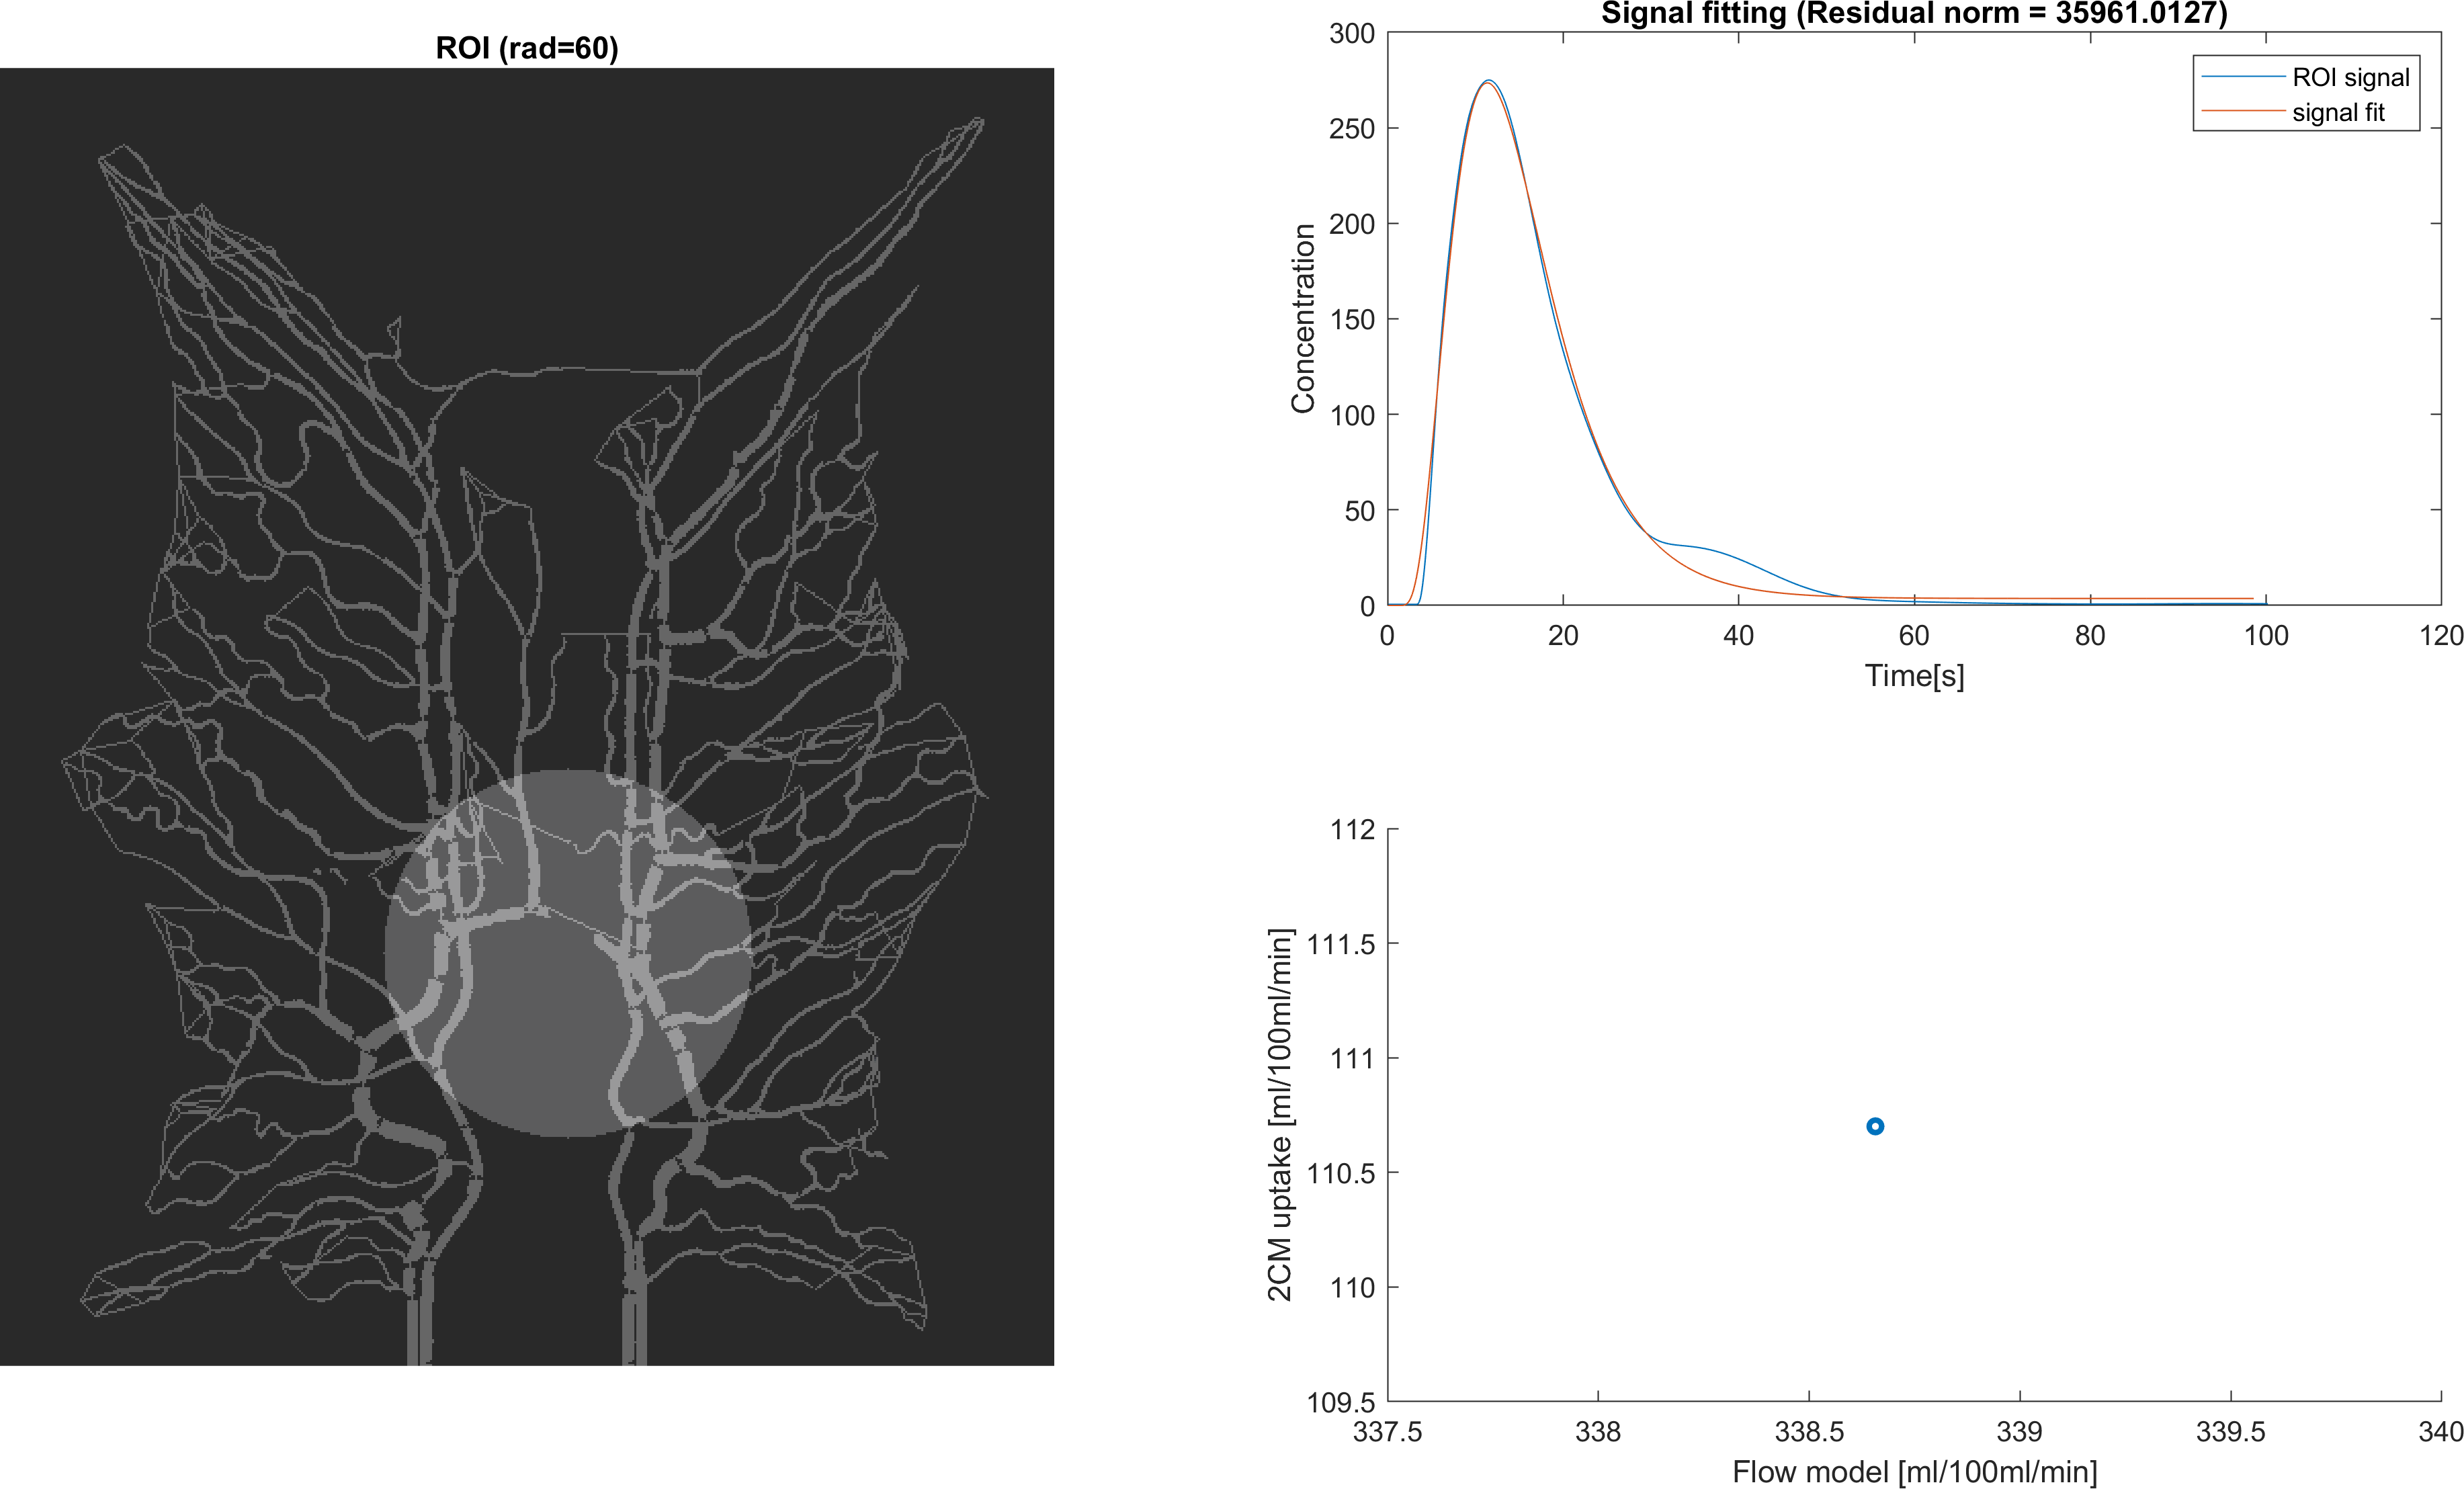 ROI (rad=60)
Signal fitting (Residual norm = 35961.0127)
300
250
200
150
100
50
0
Concentration
ROI signal
signal fit
0 20 40 60 80 100 120
Time[s]
112
111.5
111
110.5
110
109.5
2CM uptake [ml/100ml/min]
337.5 338 338.5 339 339.5 340
Flow model [ml/100ml/min]